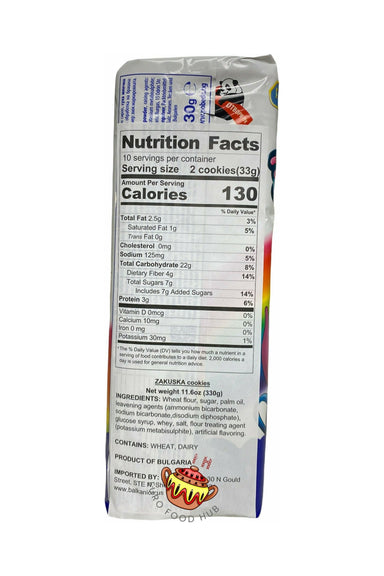 30g
Nutrition Facts
10 servings per container
Serving size 2 cookies(33g)
Amount Per Serving
Calories 130
% Daily Value*
Total Fat 2.5g 3%
Saturated Fat 1g 5%
Trans Fat 0g
Cholesterol 0mg 0%
Sodium 125mg 5%
Total Carbohydrate 22g 8%
Dietary Fiber 4g 14%
Total Sugars 7g
Includes 7g Added Sugars 14%
Protein 3g 6%
Vitamin D 0mcg 0%
Calcium 10mg 0%
Iron 0 mg 0%
Potassium 30mg 1%
*The % Daily Value (DV) tells you how much a nutrient in a
serving of food contributes to a daily diet. 2,000 calories a
day is used for general nutrition advice.
ZAKUSKA cookies
Net weight 11.6oz (330g)
INGREDIENTS: Wheat flour, sugar, palm oil,
leavening agents (ammonium bicarbonate,
sodium bicarbonate,disodium diphosphate),
glucose syrup, whey, salt, flour treating agent
(potassium metabisulphite), artificial flavoring.
CONTAINS: WHEAT, DAIRY
PRODUCT OF BULGARIA
IMPORTED BY: N Gould
Street, STE N
FOOD HUB